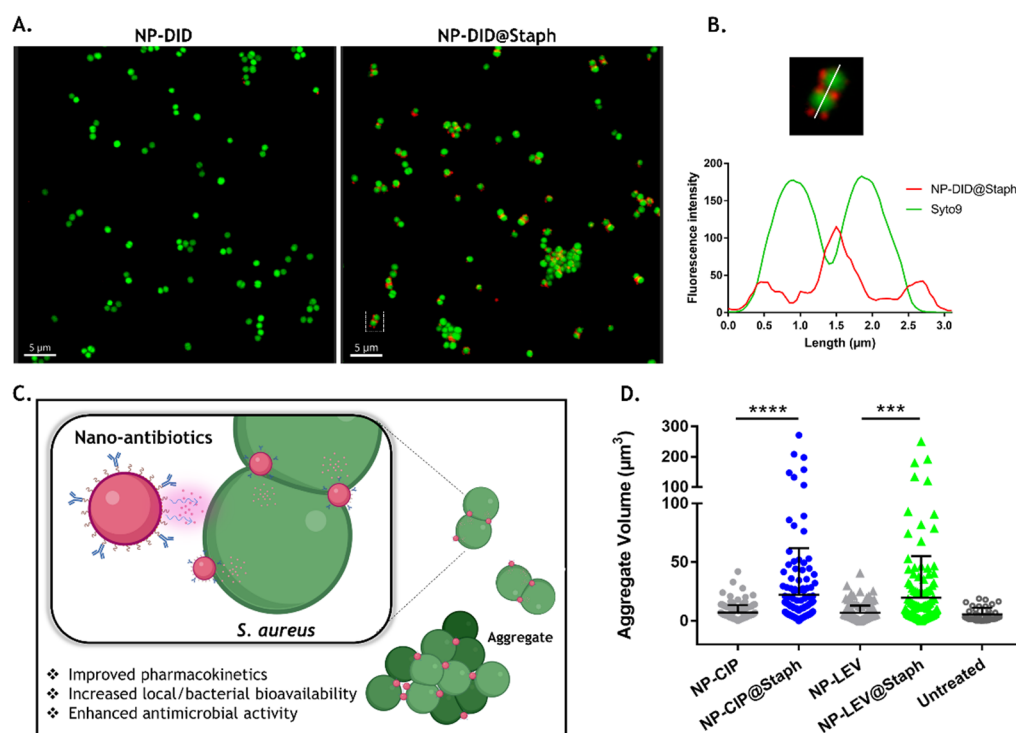 A.
NP-DID
NP-DID@Staph
5 µm
5 µm
B.
200
150
100
50
0
Fluorescence intensity
0.0 0.5 1.0 1.5 2.0 2.5 3.0
Length (µm)
NP-DID@Staph
Syto9
C.
Nano-antibiotics
S. aureus
Aggregate
❖ Improved pharmacokinetics
❖ Increased local/bacterial bioavailability
❖ Enhanced antimicrobial activity
D.
**** ***
300
200
100
100
50
0
Aggregate Volume (µm³)
NP-CIP
NP-CIP@Staph
NP-LEV
NP-LEV@Staph
Untreated